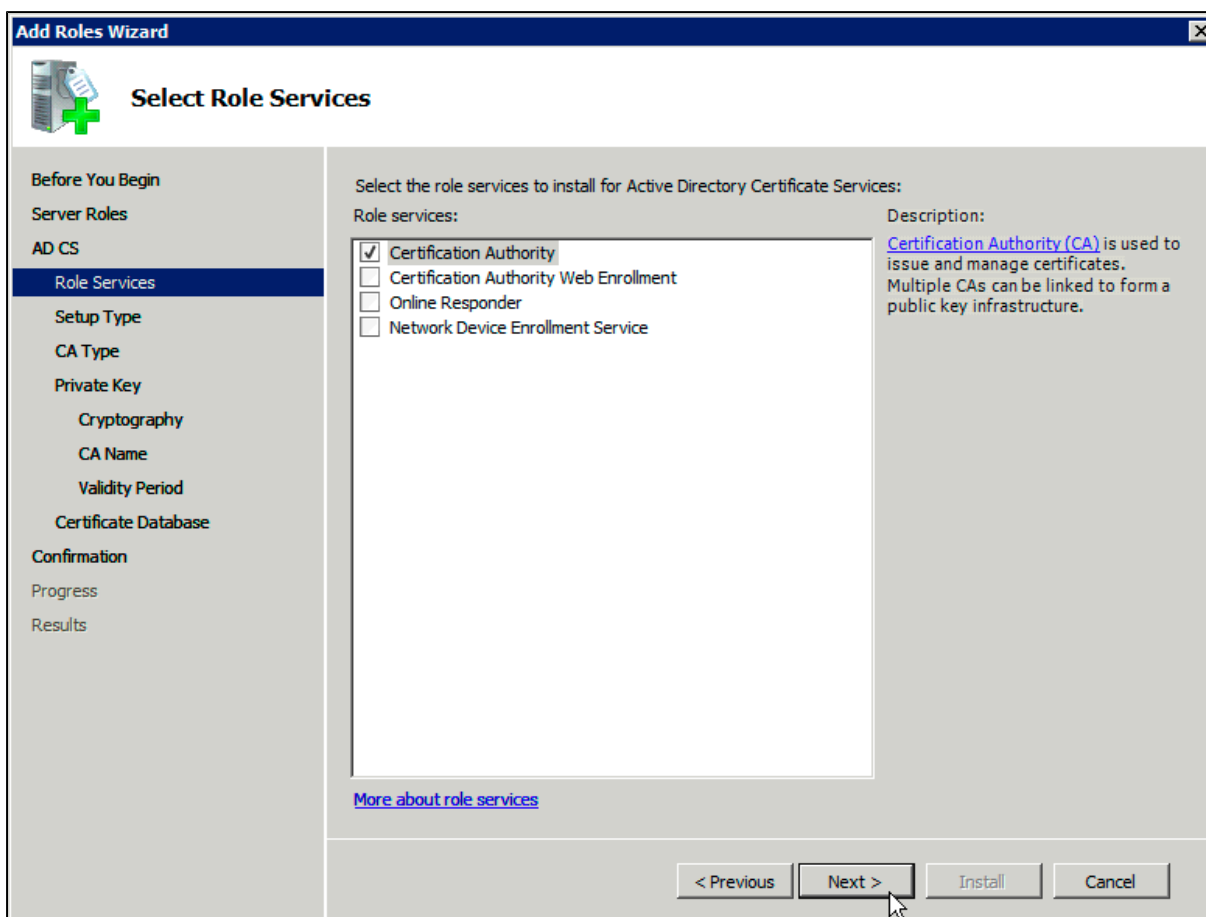 Add Roles Wizard
Select Role Services
Before You Begin
Server Roles
AD CS
Role Services
Setup Type
CA Type
Private Key
Cryptography
CA Name
Validity Period
Certificate Database
Confirmation
Progress
Results
Select the role services to install for Active Directory Certificate Services:
Role services:
Certification Authority
Certification Authority Web Enrollment
Online Responder
Network Device Enrollment Service
More about role services
Description:
Certification Authority (CA) is used to
issue and manage certificates.
Multiple CAs can be linked to form a
public key infrastructure.
< Previous
Next >
Install
Cancel